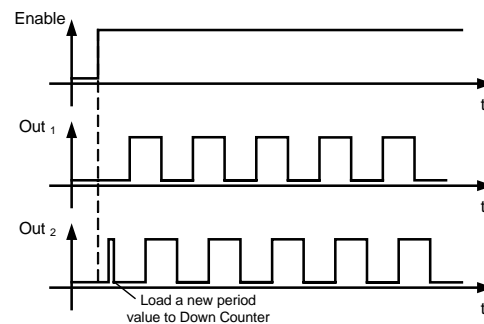 Enable
t
Out 1
t
Out 2
t
Load a new period
value to Down Counter